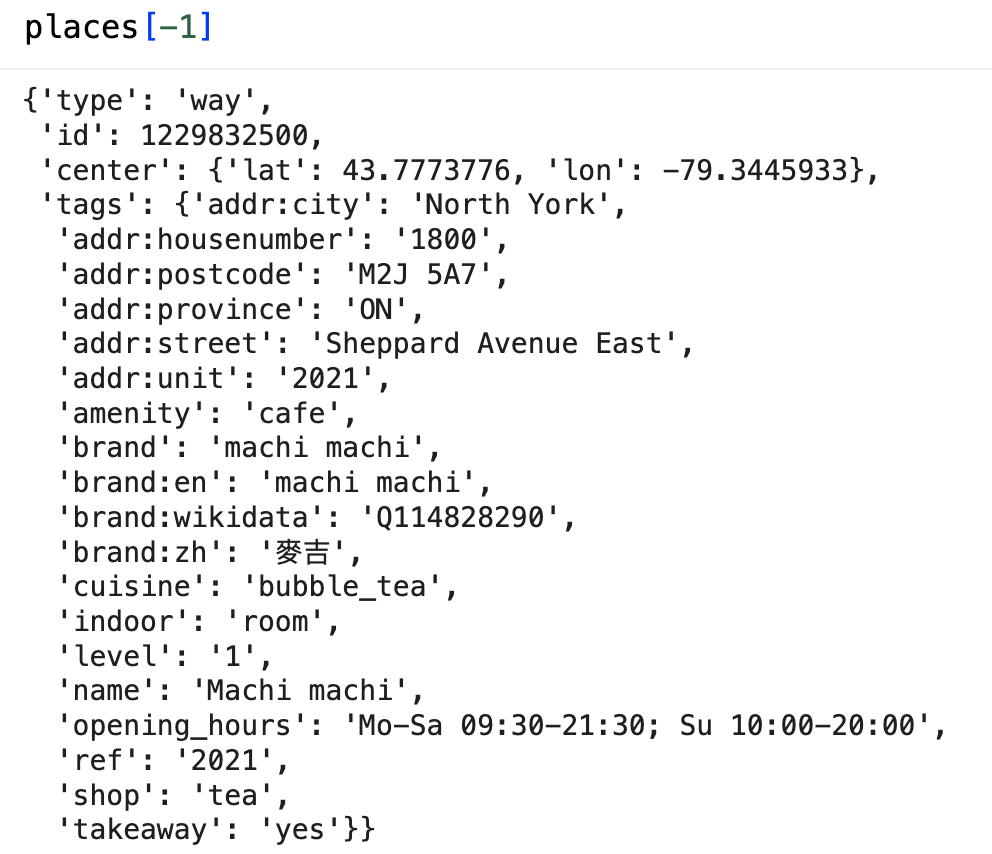 places[-1]
{'type': 'way',
'id': 1229832500,
'center': {'lat': 43.7773776, 'lon': -79.3445933},
'tags': {'addr:city': 'North York',
'addr:housenumber': '1800',
'addr:postcode': 'M2J 5A7',
'addr:province': 'ON',
'addr:street': 'Sheppard Avenue East',
'addr:unit': '2021',
'amenity': 'cafe',
'brand': 'machi machi',
'brand:en': 'machi machi',
'brand:wikidata': 'Q114828290',
'brand:zh': '麥吉',
'cuisine': 'bubble_tea',
'indoor': 'room',
'level': '1',
'name': 'Machi machi',
'opening_hours': 'Mo-Sa 09:30-21:30; Su 10:00-20:00',
'ref': '2021',
'shop': 'tea',
'takeaway': 'yes'}}